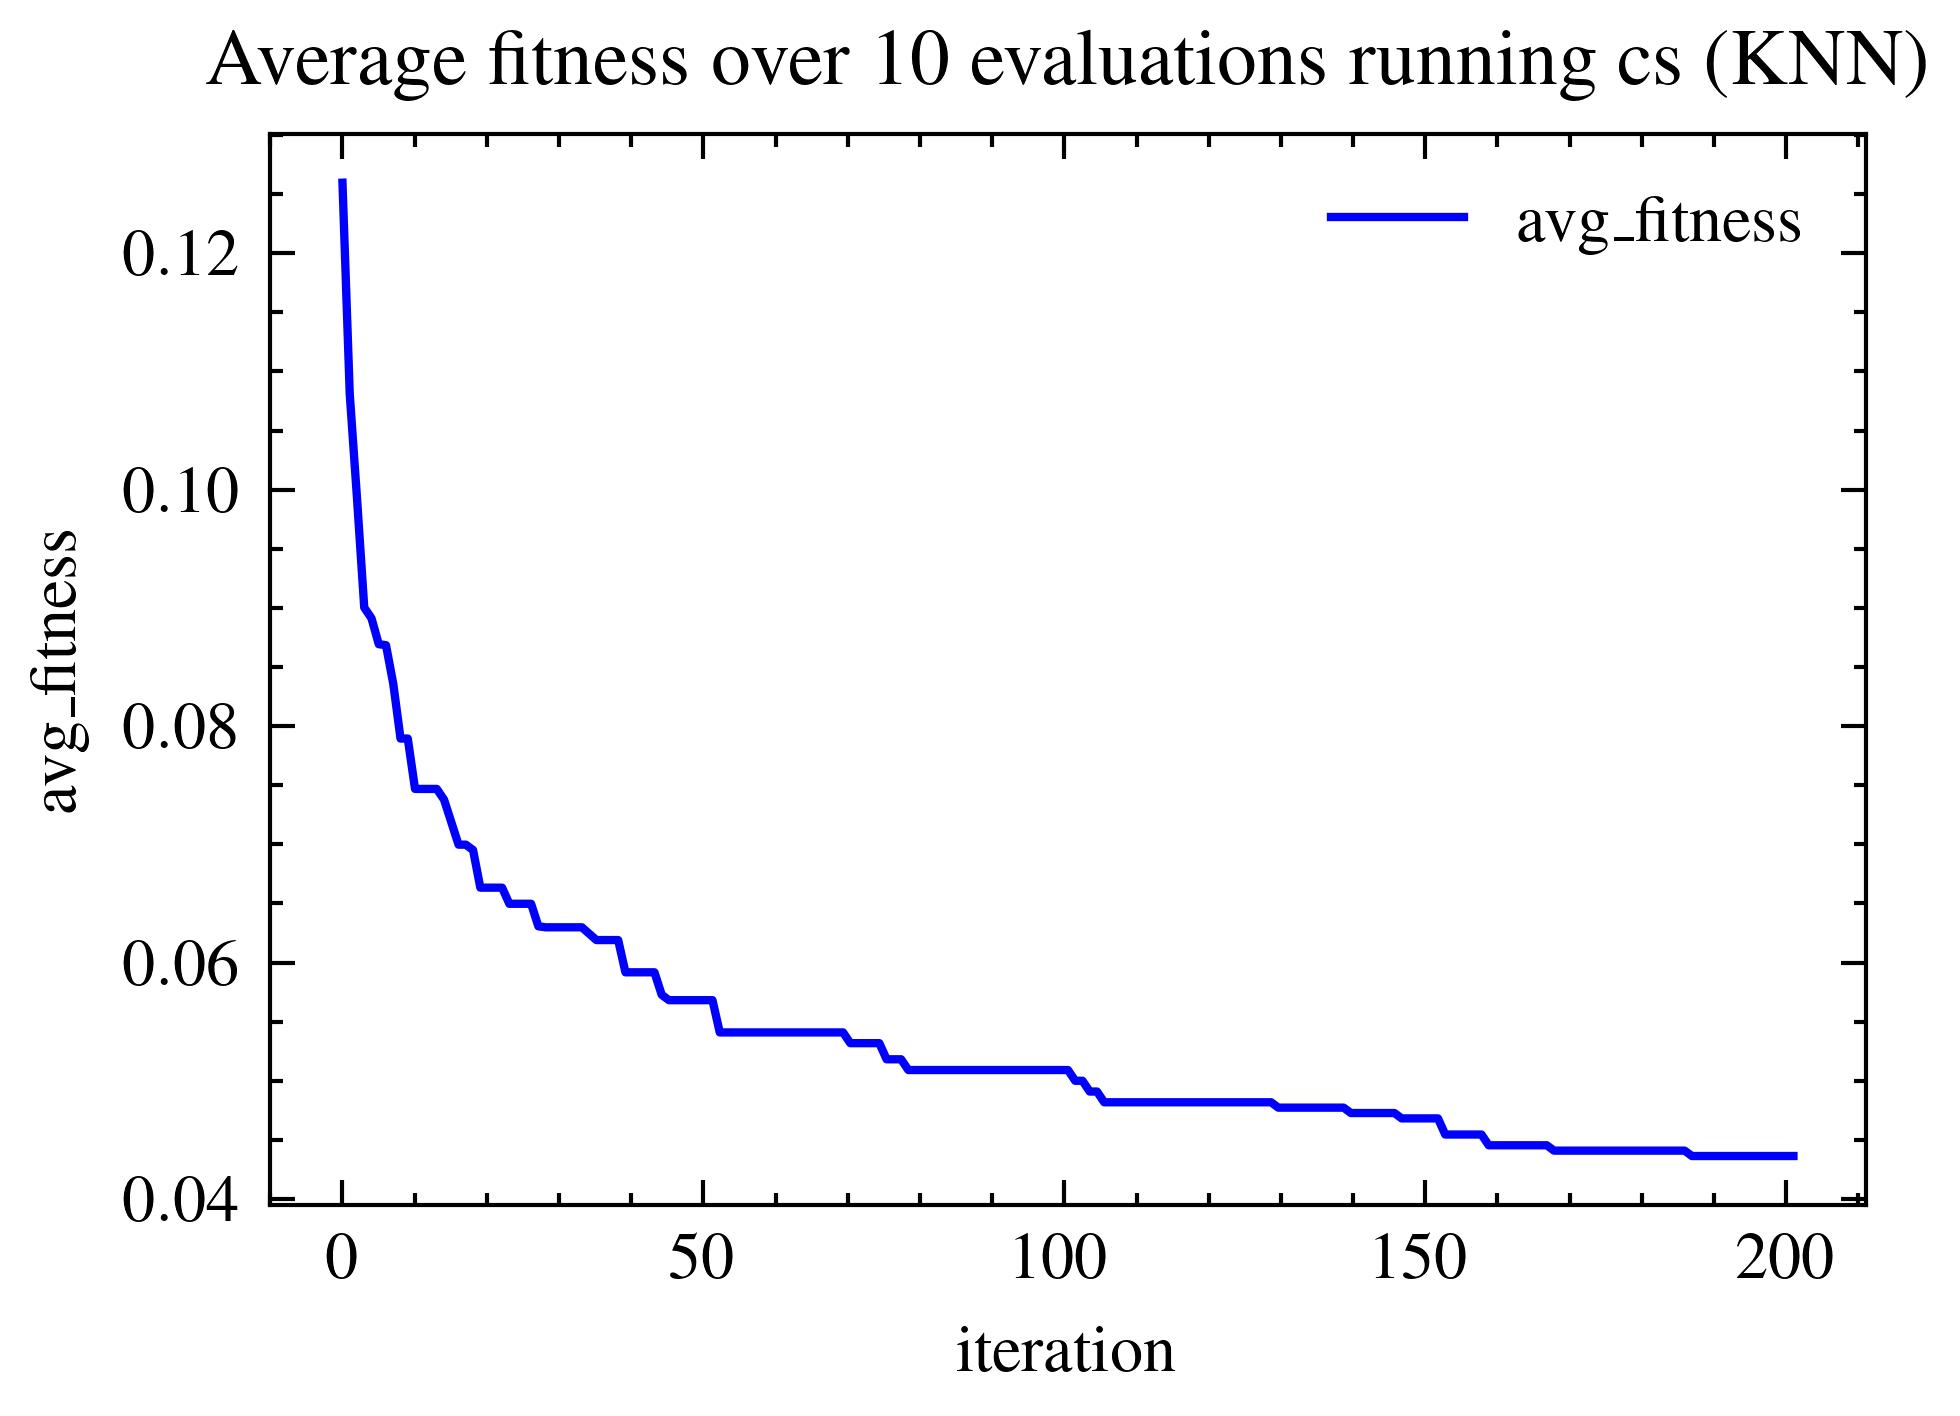 Average fitness over 10 evaluations running cs (KNN)
avg_fitness
0.12
0.10
0.08
0.06
0.04
avg_fitness
0
50
100
150
200
iteration